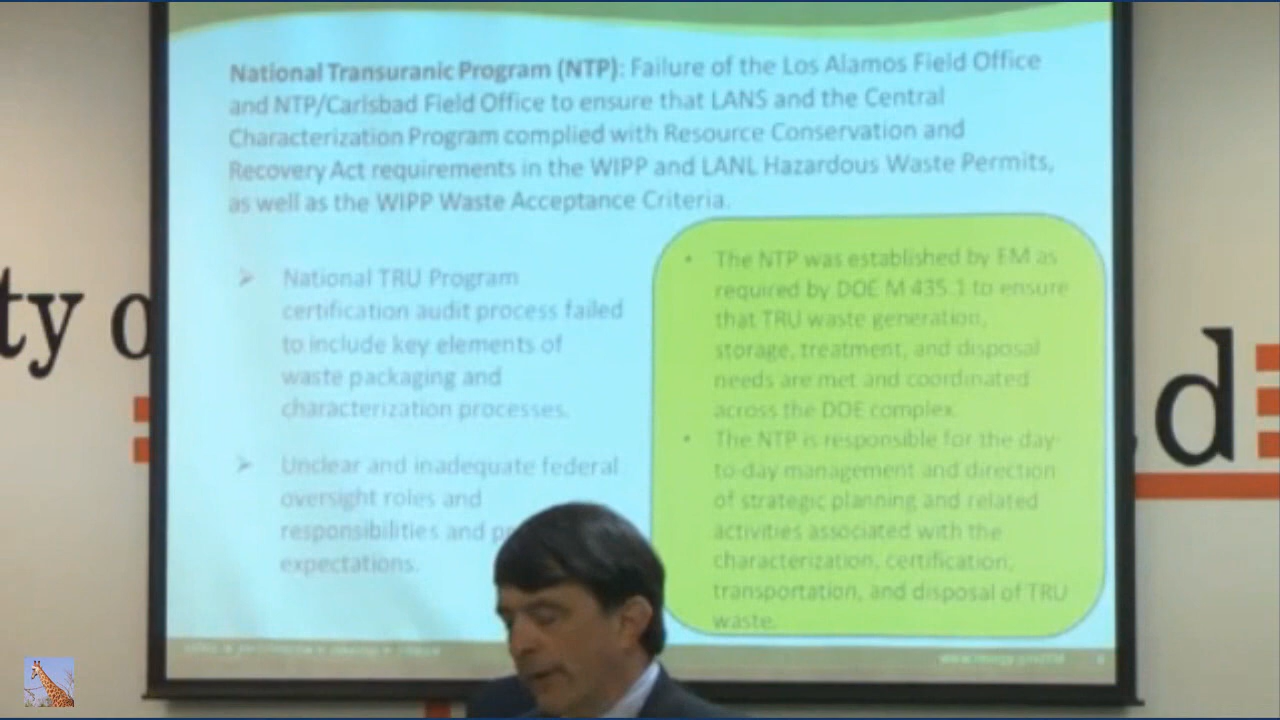 National Transuranic Program (NTP): Failure of the Los Alamos Field Office
and NTP/Carlsbad Field Office to ensure that LANS and the Central
Characterization Program complied with Resource Conservation and
Recovery Act requirements in the WIPP and LANL Hazardous Waste Permits,
as well as the WIPP Waste Acceptance Criteria.
➢ National TRU Program
certification audit process failed
to include key elements of
waste packaging and
characterization processes.
➢ Unclear and inadequate federal
oversight roles and
responsibilities and
expectations.
• The NTP was established by EM as
required by DOE M 435.1 to ensure
that TRU waste generation,
storage, treatment, and disposal
needs are met and coordinated
across the DOE complex.
• The NTP is responsible for the day-
to-day management and direction
of strategic planning and related
activities associated with the
characterization, certification,
transportation, and disposal of TRU
waste.
ty o
d